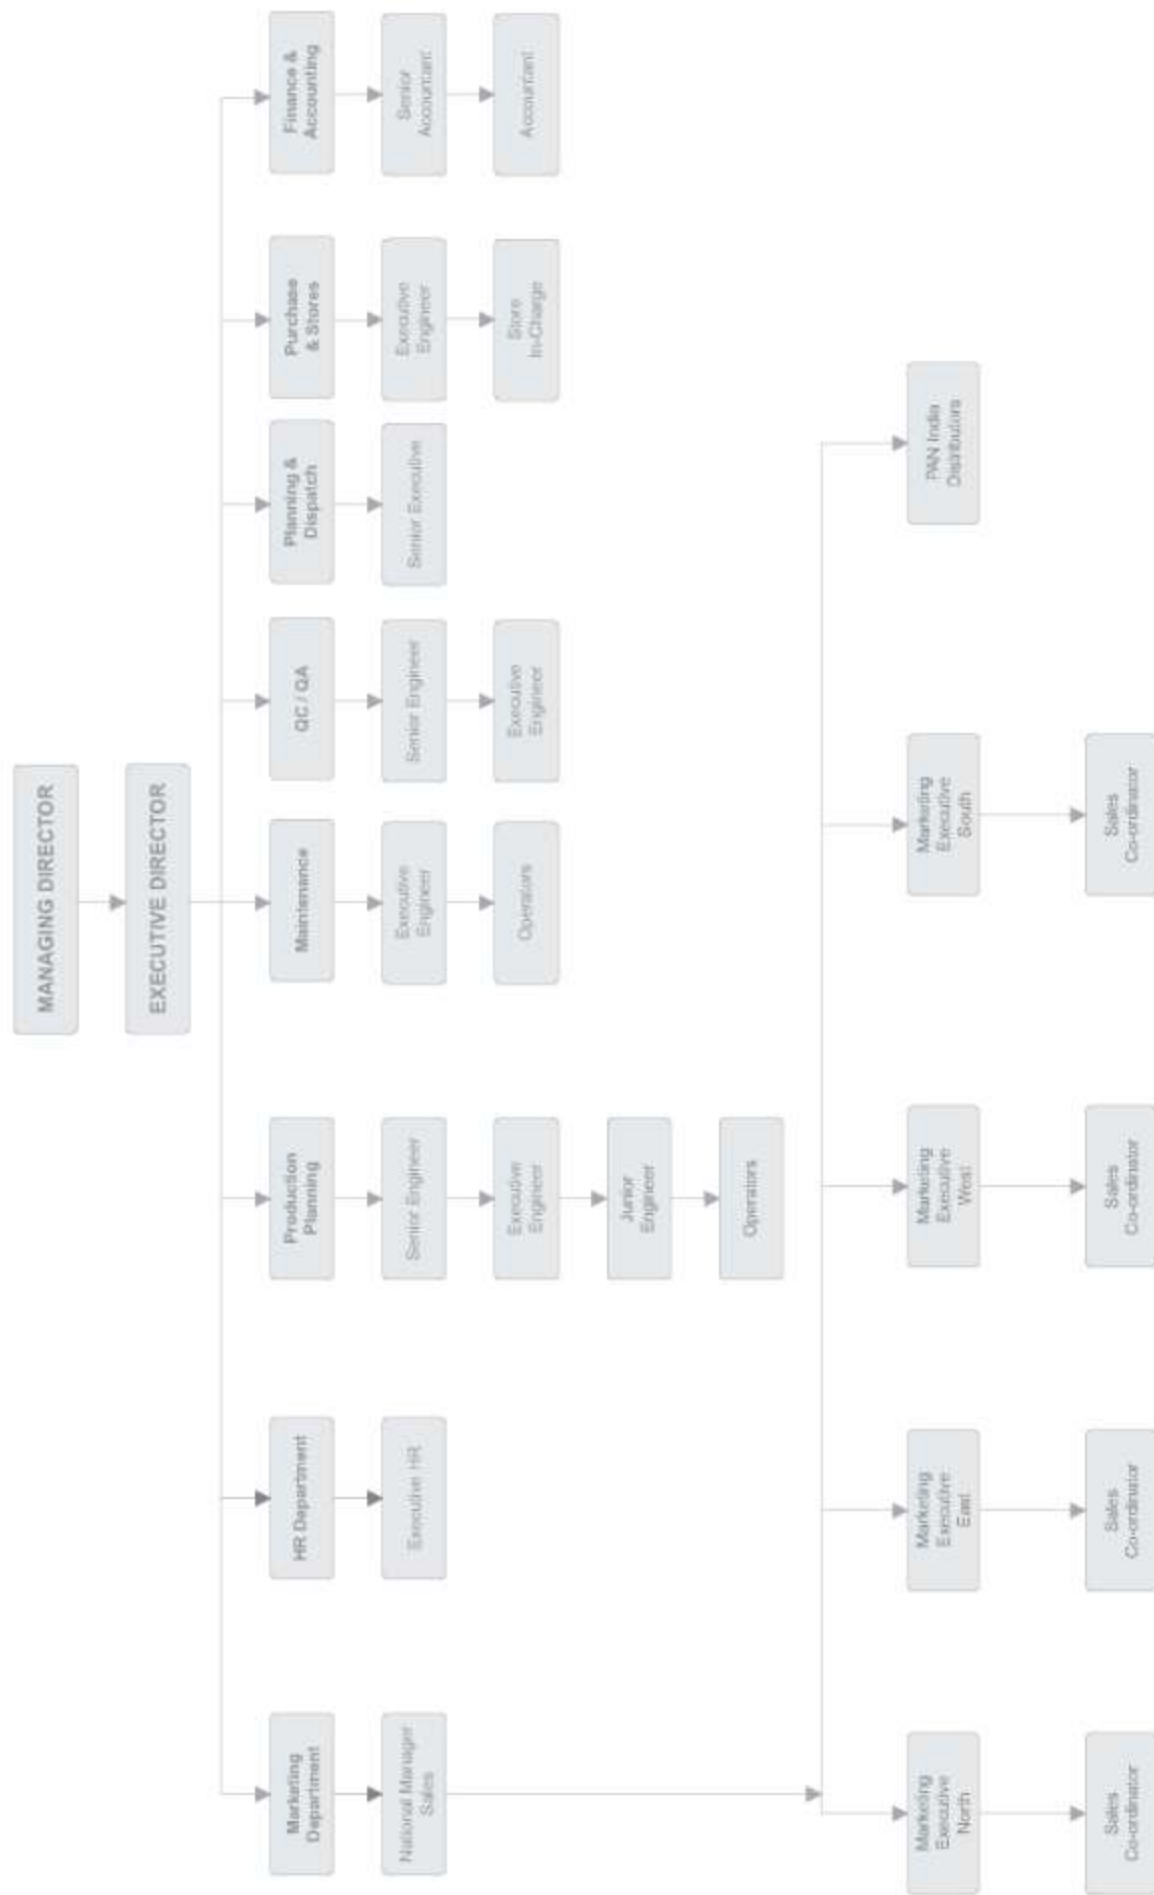 MANAGING DIRECTOR
EXECUTIVE DIRECTOR
Marketing
Department
HR Department
Production
Planning
Maintenance
QC / QA
Planning &
Dispatch
Purchase
& Stores
Finance &
Accounting
National Manager
Sales
Executive HR
Senior Engineer
Executive
Engineer
Senior Engineer
Senior Executive
Executive
Engineer
Senior
Accountant
Executive
Engineer
Operators
Executive
Engineer
Store
In-Charge
Accountant
Junior
Engineer
Operators
Marketing
Executive
North
Marketing
Executive
East
Marketing
Executive
West
Marketing
Executive
South
PAN India
Distributors
Sales
Co-ordinator
Sales
Co-ordinator
Sales
Co-ordinator
Sales
Co-ordinator